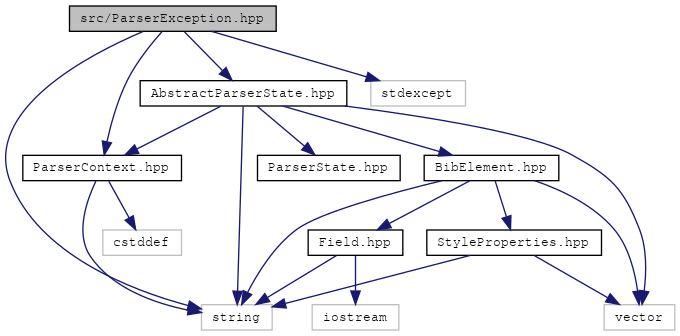 src/ParserException.hpp
AbstractParserState.hpp
stdexcept
ParserContext.hpp
ParserState.hpp
BibElement.hpp
cstddef
Field.hpp
StyleProperties.hpp
string
iostream
vector